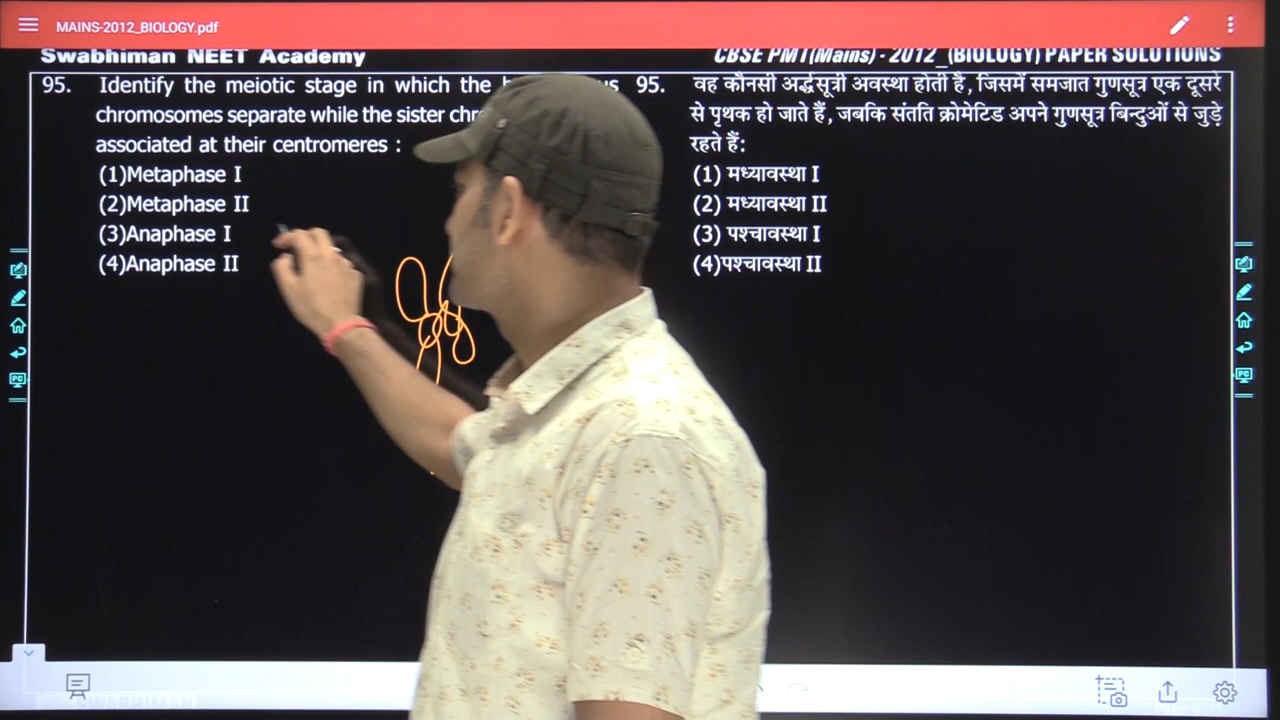 MAINS-2012_BIOLOGY.pdf
Swabhiman NEET Academy
CBSE PMT(Mains) - 2012_(BIOLOGY) PAPER SOLUTIONS
95. Identify the meiotic stage in which the
chromosomes separate while the sister
associated at their centromeres :
(1)Metaphase I
(2)Metaphase II
(3)Anaphase I
(4)Anaphase II
95. वह कौनसी अर्द्धसूत्री अवस्था होती है, जिसमें समजात गुणसूत्र एक दूसरे
से पृथक हो जाते हैं, जबकि संतति क्रोमेटिड अपने गुणसूत्र बिन्दुओं से जुड़े
रहते हैं:
(1) मध्यावस्था I
(2) मध्यावस्था II
(3) पश्चावस्था I
(4)पश्चावस्था II
PC
PC
SWABHIMAN